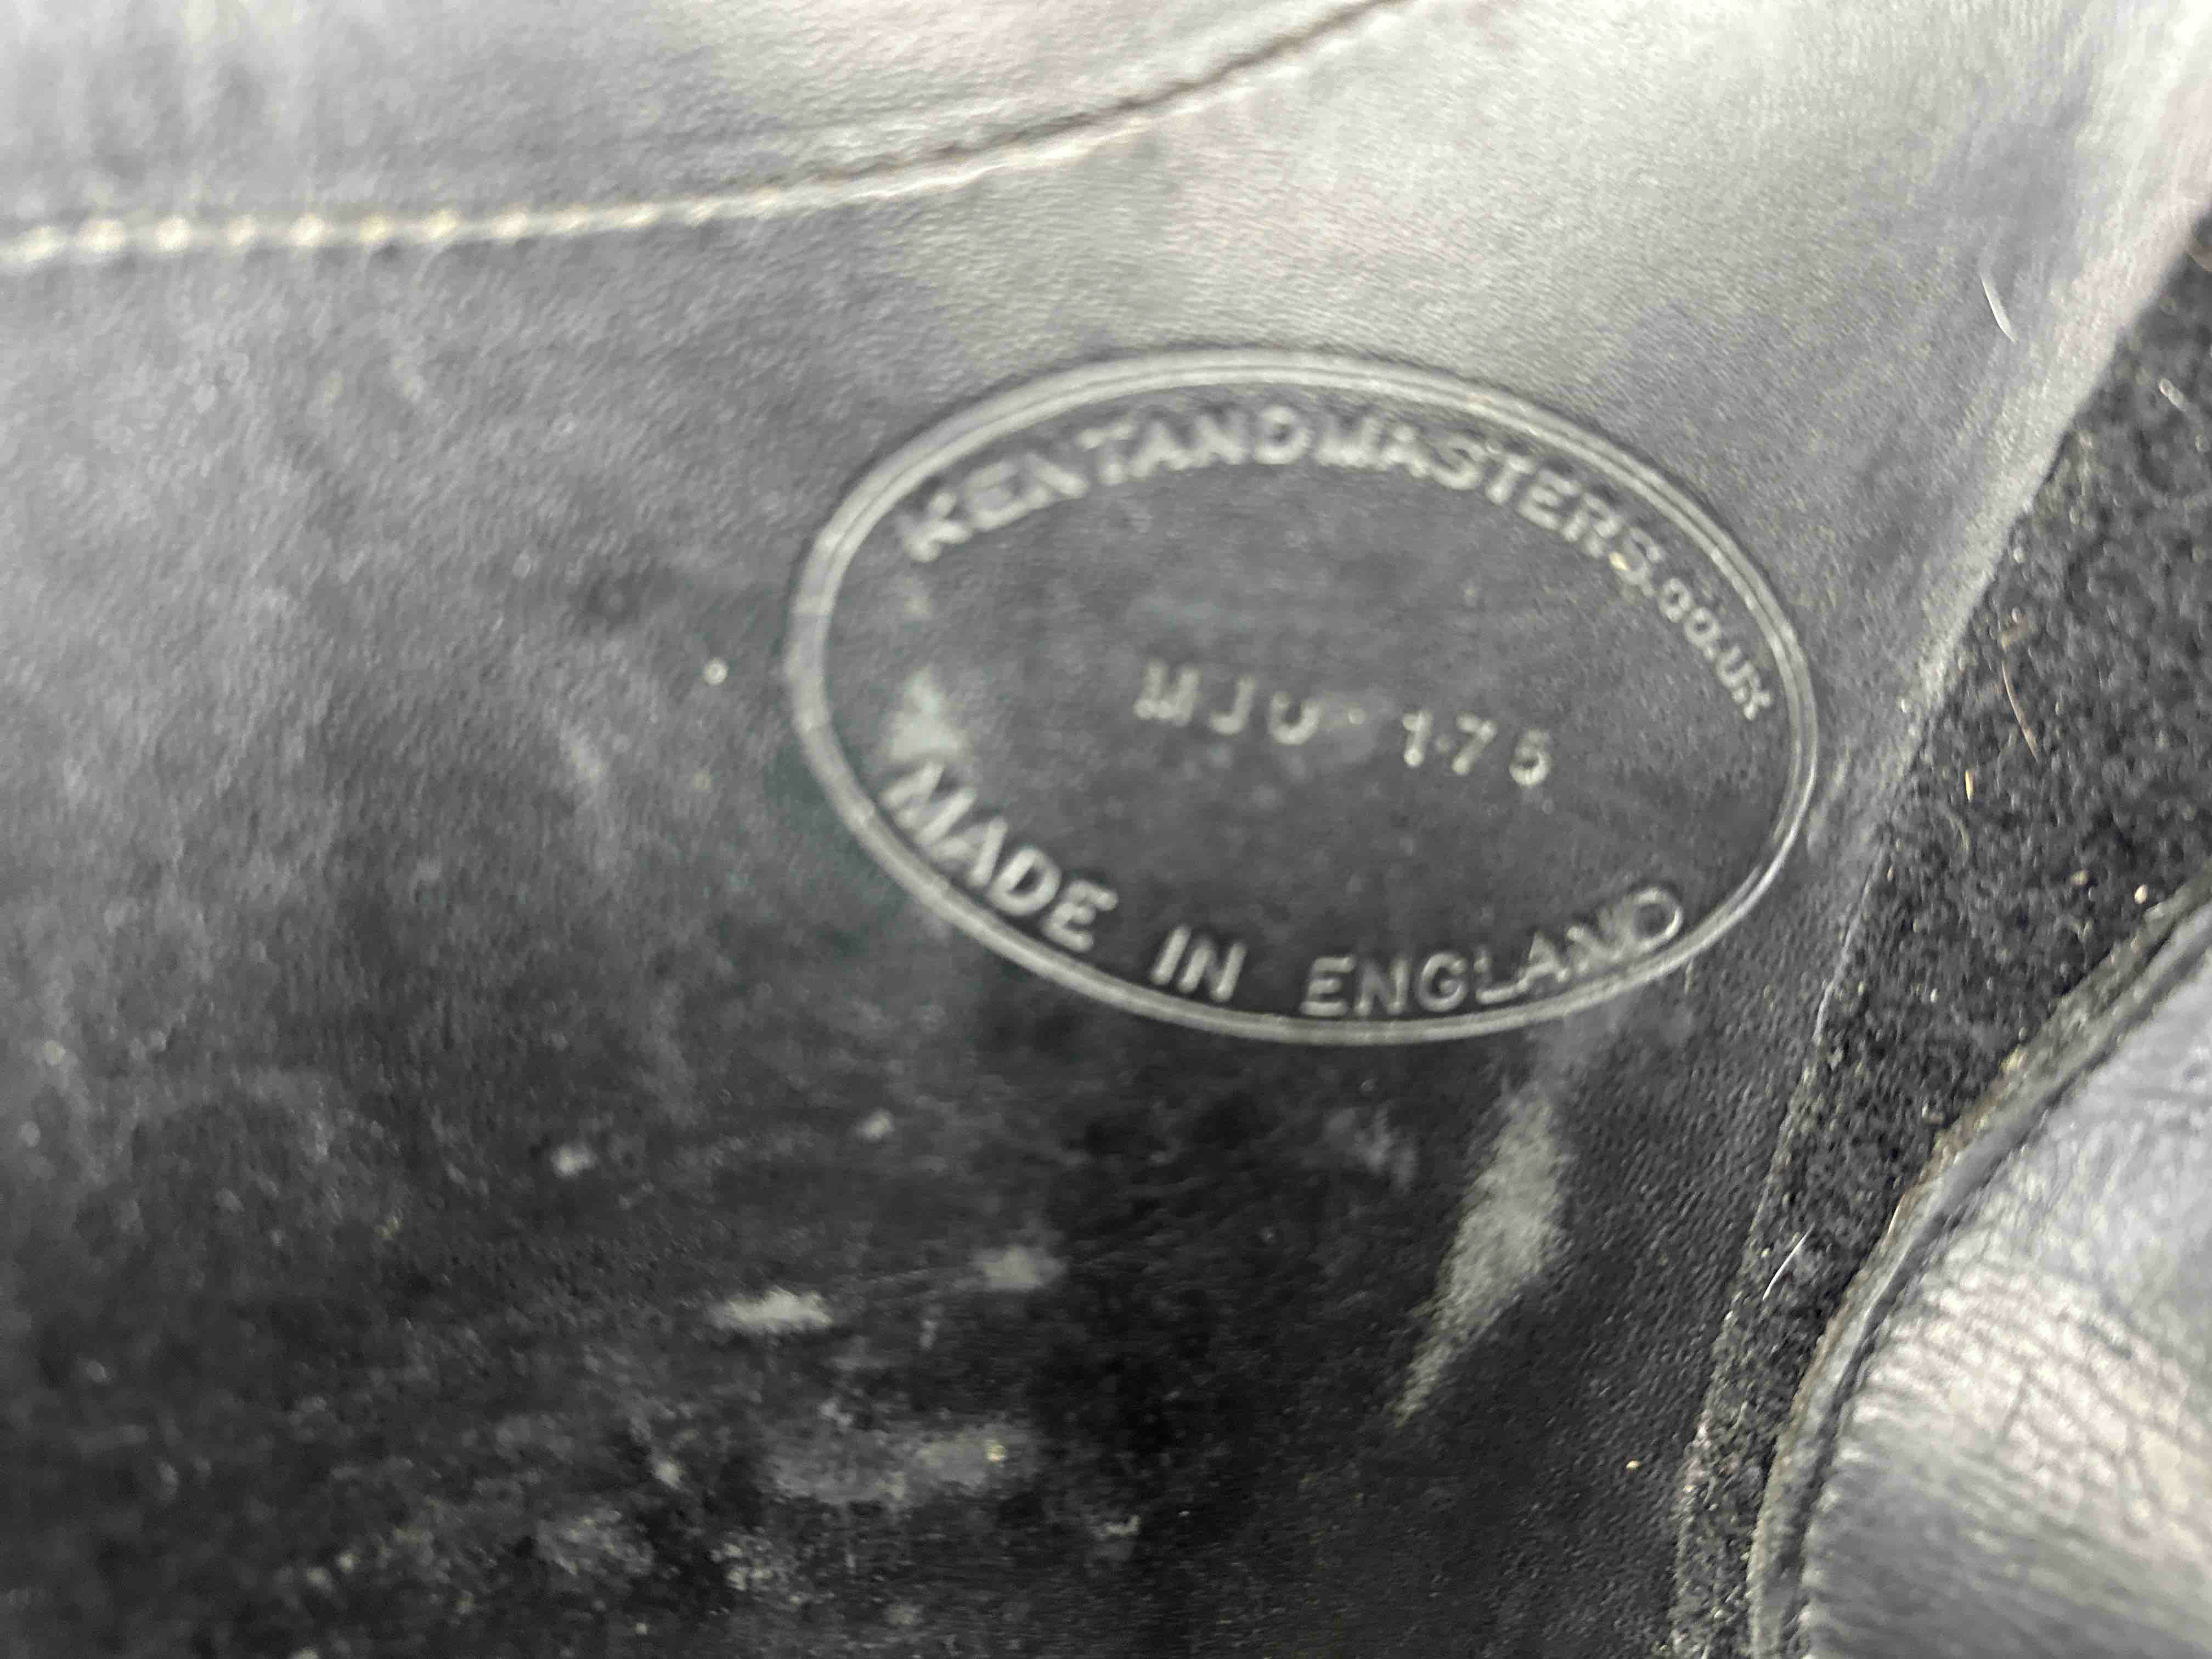 KENTANDMASTERS.CO.UK
MJU 175
MADE IN ENGLAND